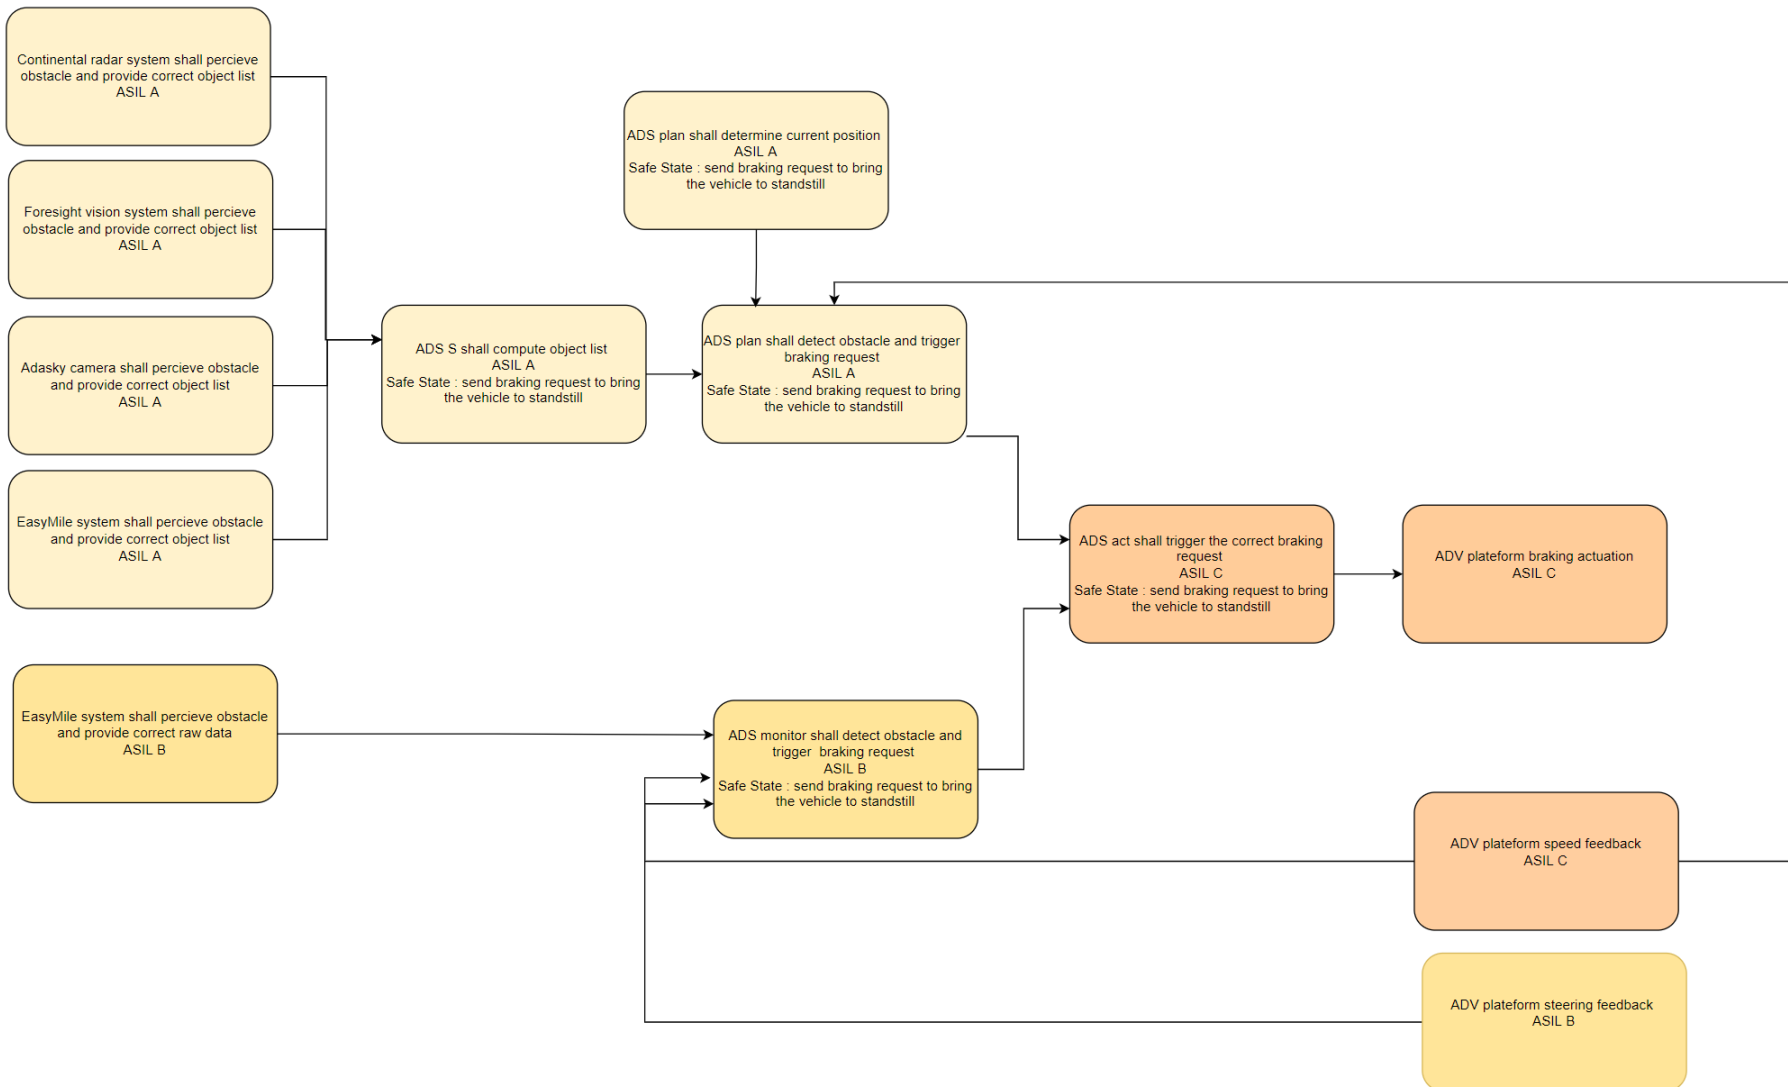 Continental radar system shall percieve
obstacle and provide correct object list
ASIL A
Foresight vision system shall percieve
obstacle and provide correct object list
ASIL A
Adasky camera shall percieve obstacle
and provide correct object list
ASIL A
EasyMile system shall percieve obstacle
and provide correct object list
ASIL A
EasyMile system shall percieve obstacle
and provide correct raw data
ASIL B
ADS S shall compute object list
ASIL A
Safe State : send braking request to bring
the vehicle to standstill
ADS plan shall determine current position
ASIL A
Safe State : send braking request to bring
the vehicle to standstill
ADS plan shall detect obstacle and trigger
braking request
ASIL A
Safe State : send braking request to bring
the vehicle to standstill
ADS monitor shall detect obstacle and
trigger braking request
ASIL B
Safe State : send braking request to bring
the vehicle to standstill
ADS act shall trigger the correct braking
request
ASIL C
Safe State : send braking request to bring
the vehicle to standstill
ADV plateform braking actuation
ASIL C
ADV plateform speed feedback
ASIL C
ADV plateform steering feedback
ASIL B